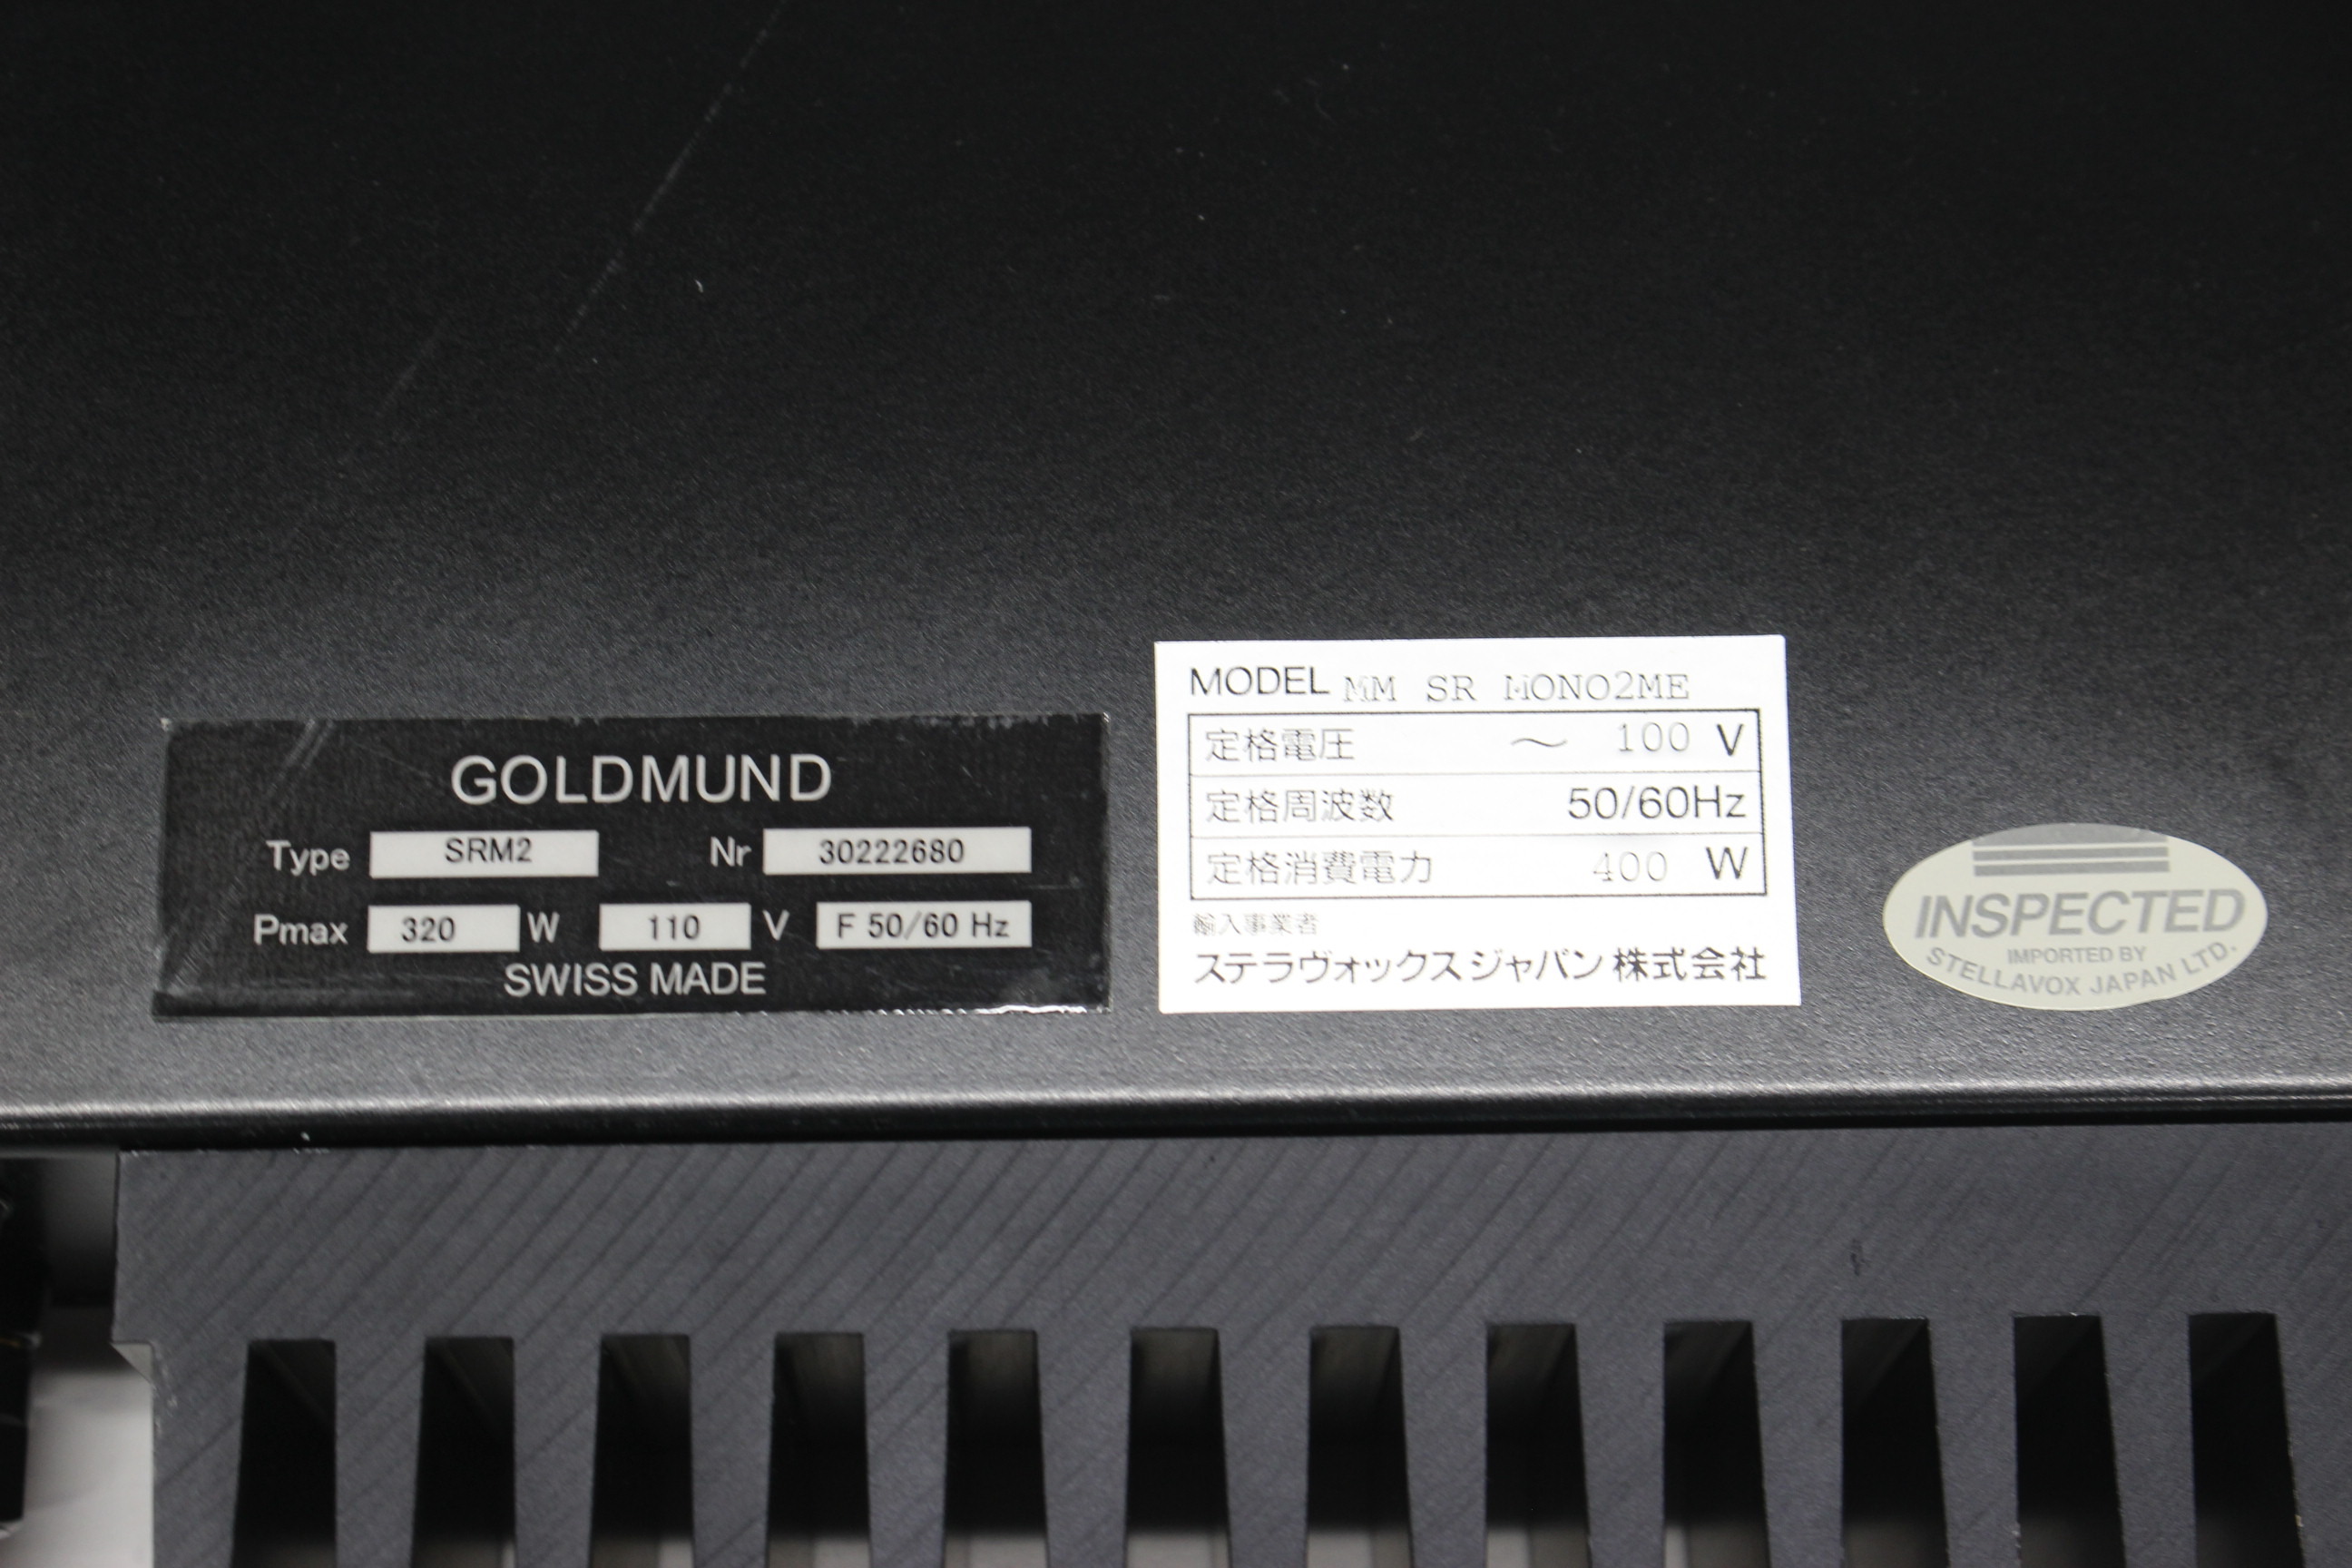 GOLDMUND
Type SRM2 Nr 30222680
Pmax 320 W 110 V F 50/60 Hz
SWISS MADE
MODEL MM SR MONO2ME
定格電圧 ～ 100 V
定格周波数 50/60Hz
定格消費電力 400 W
輸入事業者
ステラヴォックスジャパン株式会社
INSPECTED
IMPORTED BY
STELLAVOX JAPAN LTD.